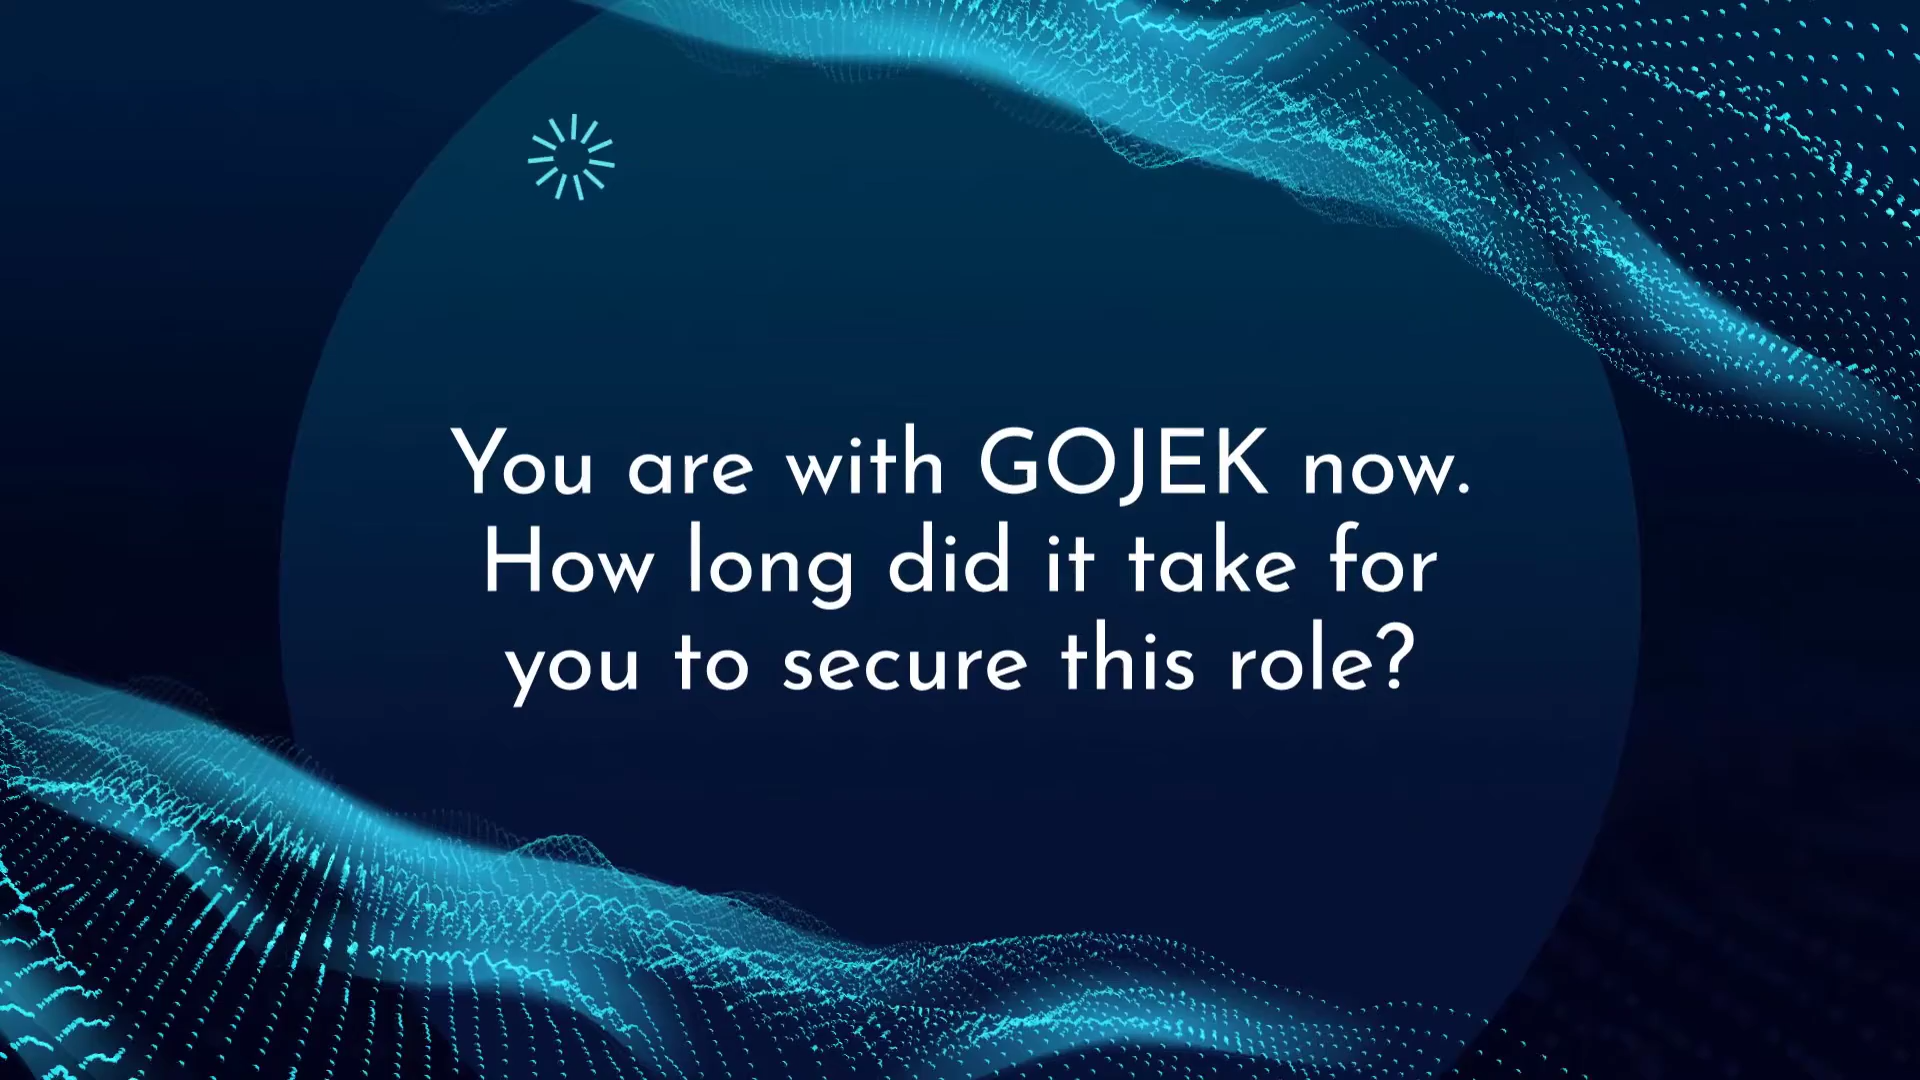 You are with GOJEK now.
How long did it take for
you to secure this role?